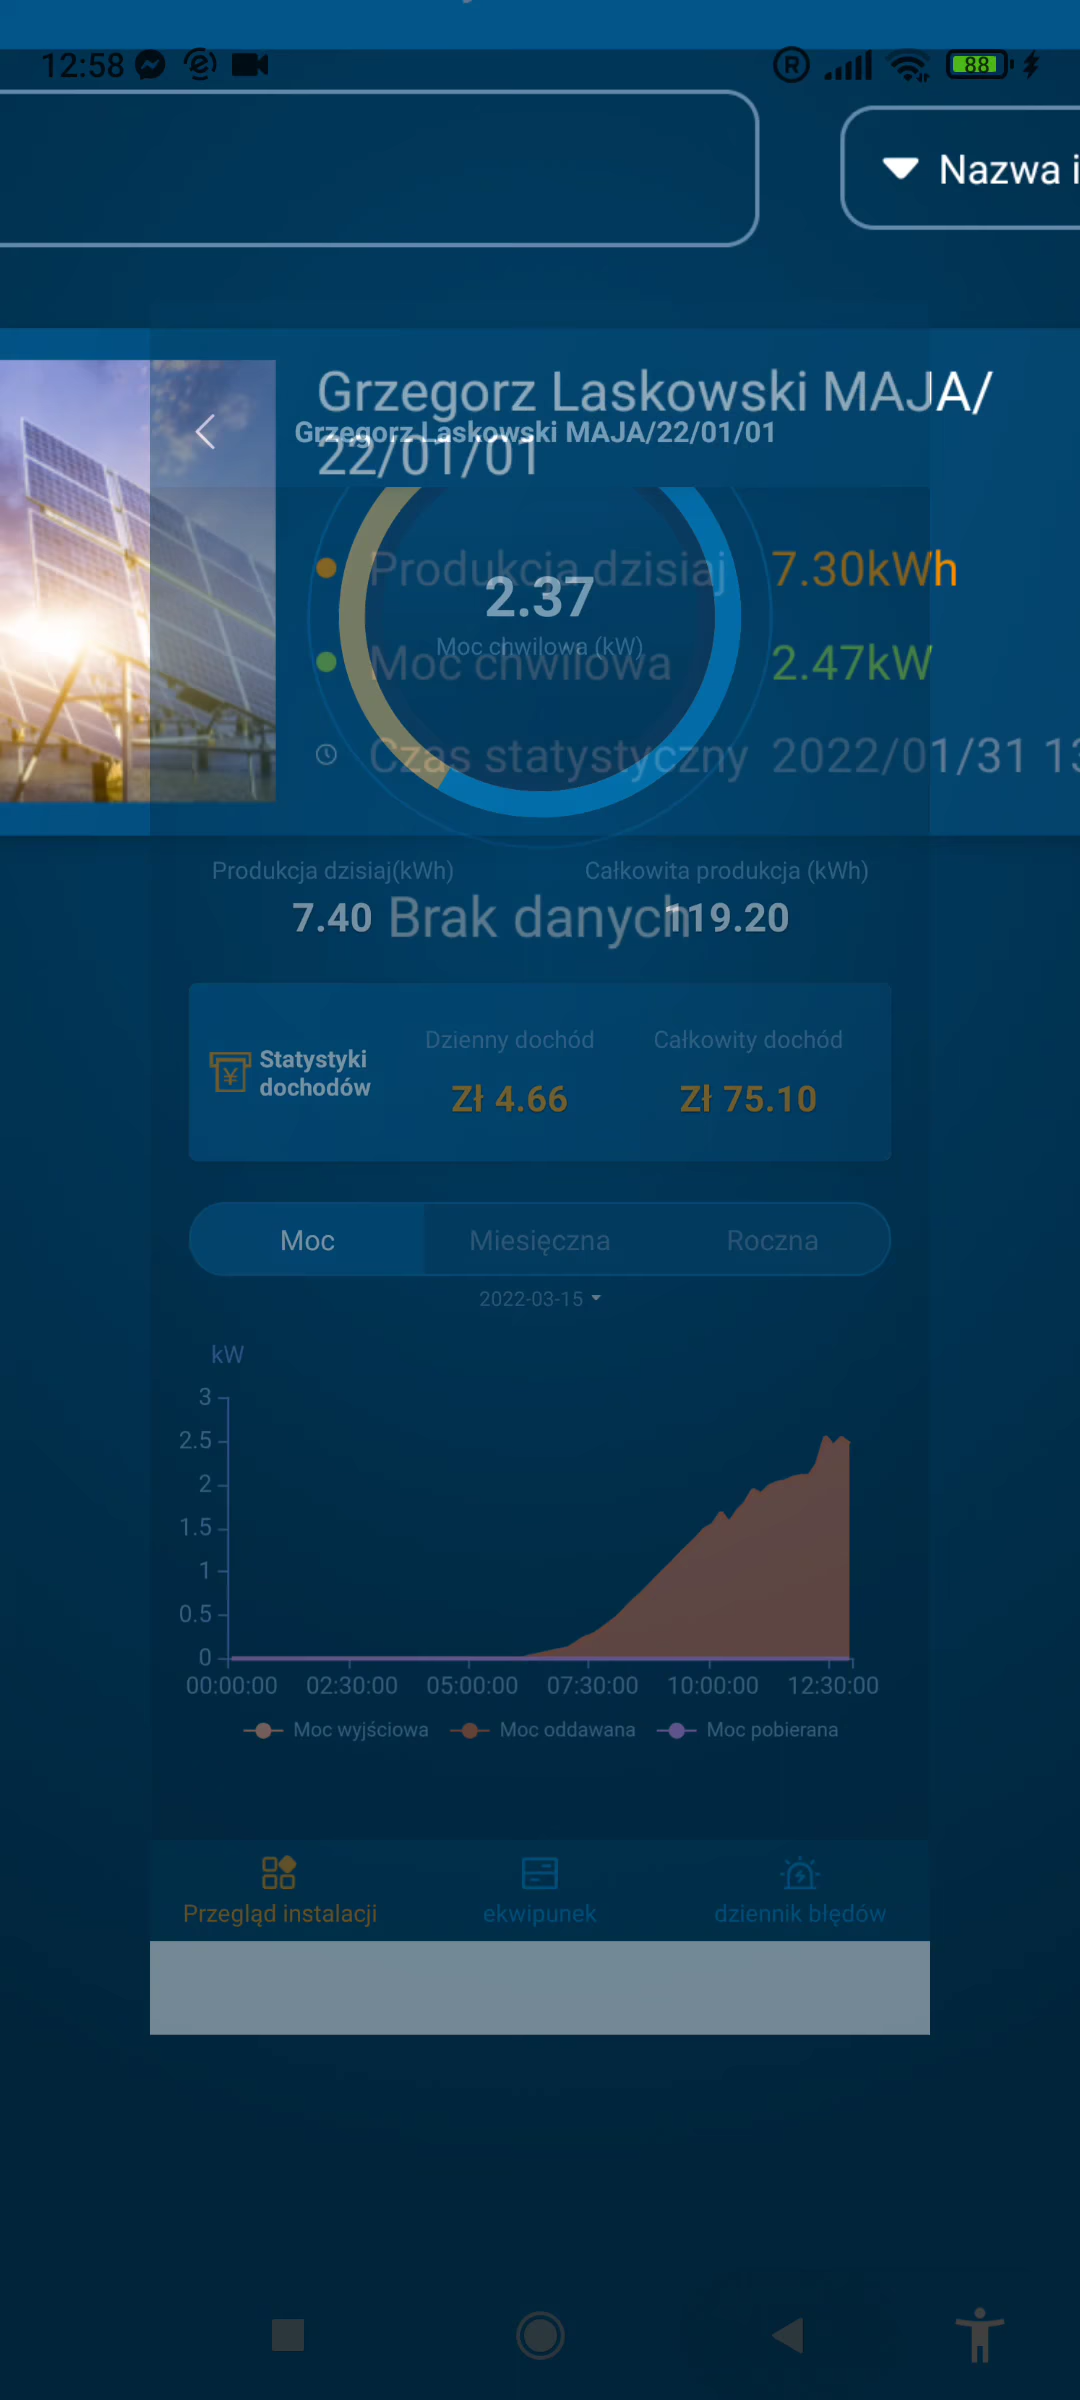 12:58
88
Nazwa i
Grzegorz Laskowski MAJA/
22/01/01
Grzegorz Laskowski MAJA/22/01/01
Produkcja dzisiaj 7.30kWh
2.37
Moc chwilowa (kW)
Moc chwilowa 2.47kW
Czas statystyczny 2022/01/31 13
Produkcja dzisiaj(kWh) Całkowita produkcja (kWh)
7.40 119.20
Brak danych
Dzienny dochód Całkowity dochód
Statystyki
dochodów
Zł 4.66 Zł 75.10
Moc Miesięczna Roczna
2022-03-15
kW
3
2.5
2
1.5
1
0.5
0
00:00:00 02:30:00 05:00:00 07:30:00 10:00:00 12:30:00
Moc wyjściowa Moc oddawana Moc pobierana
Przegląd instalacji ekwipunek dziennik błędów